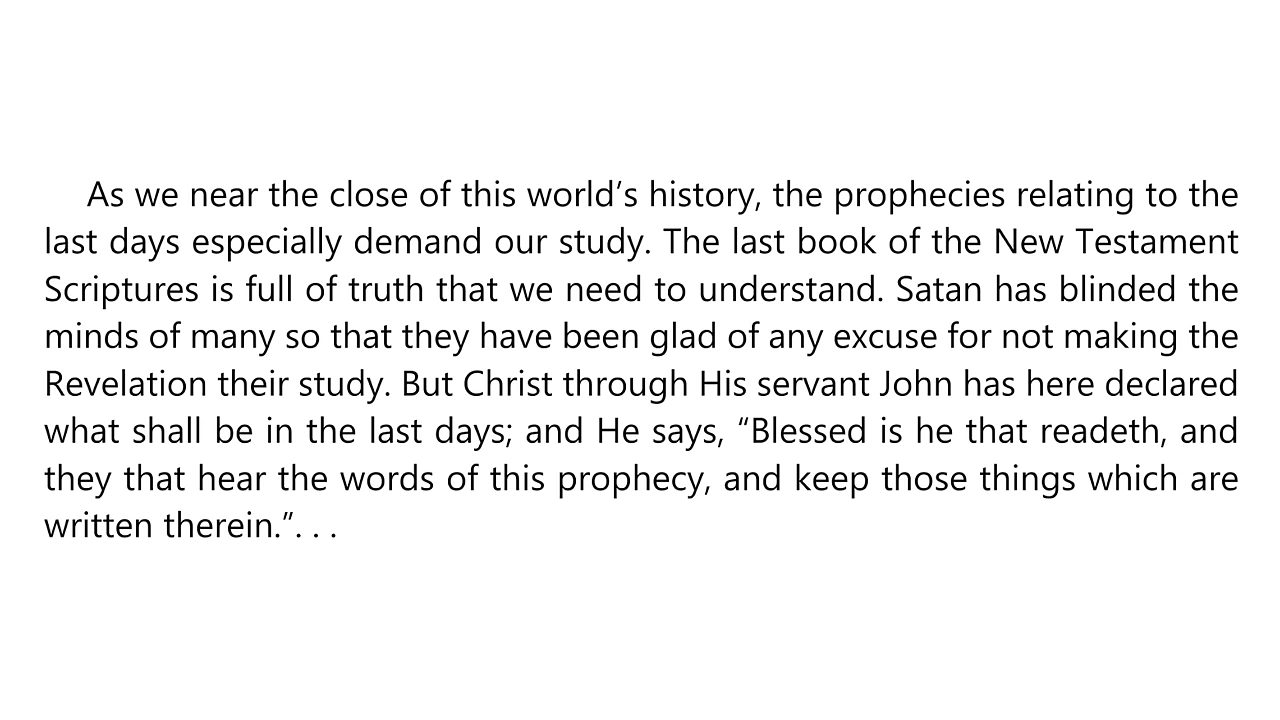 As we near the close of this world’s history, the prophecies relating to the
last days especially demand our study. The last book of the New Testament
Scriptures is full of truth that we need to understand. Satan has blinded the
minds of many so that they have been glad of any excuse for not making the
Revelation their study. But Christ through His servant John has here declared
what shall be in the last days; and He says, “Blessed is he that readeth, and
they that hear the words of this prophecy, and keep those things which are
written therein.”. . .